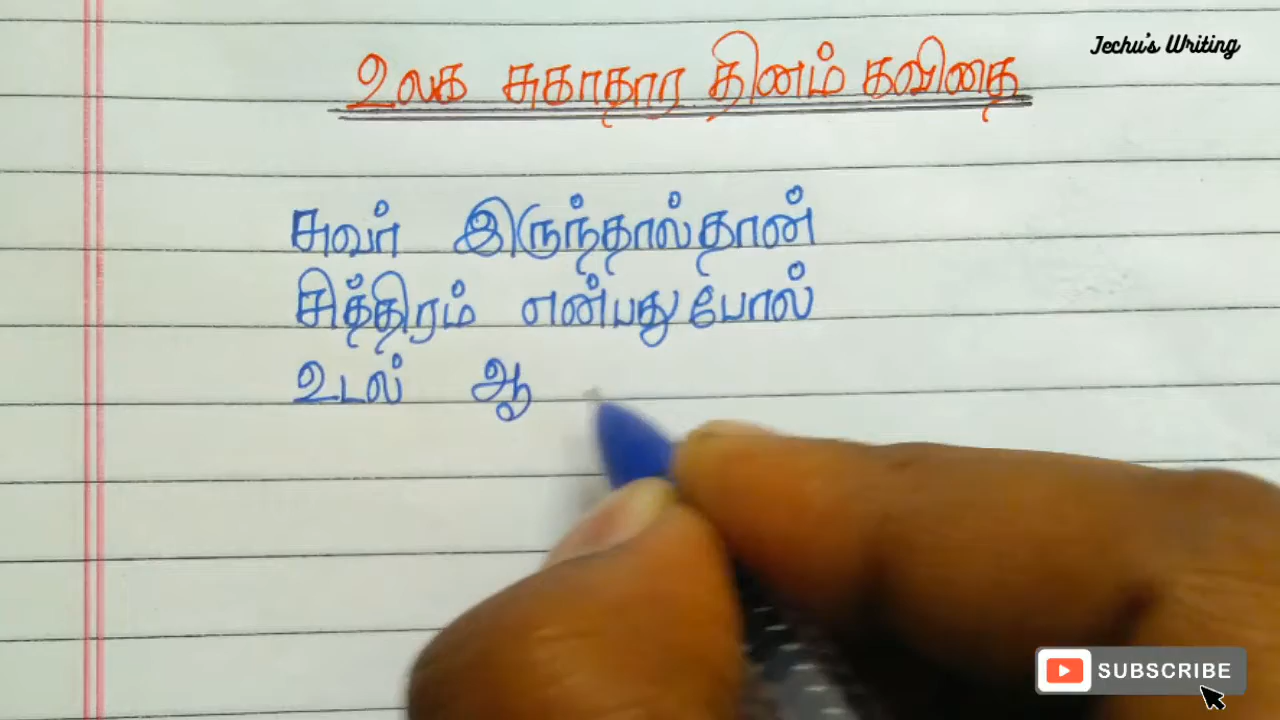 Jechu's Writing
உலக சுகாதார தினம் கவிதை
சுவர் இருந்தால்தான்
சித்திரம் என்பதுபோல்
உடல் ஆ
SUBSCRIBE